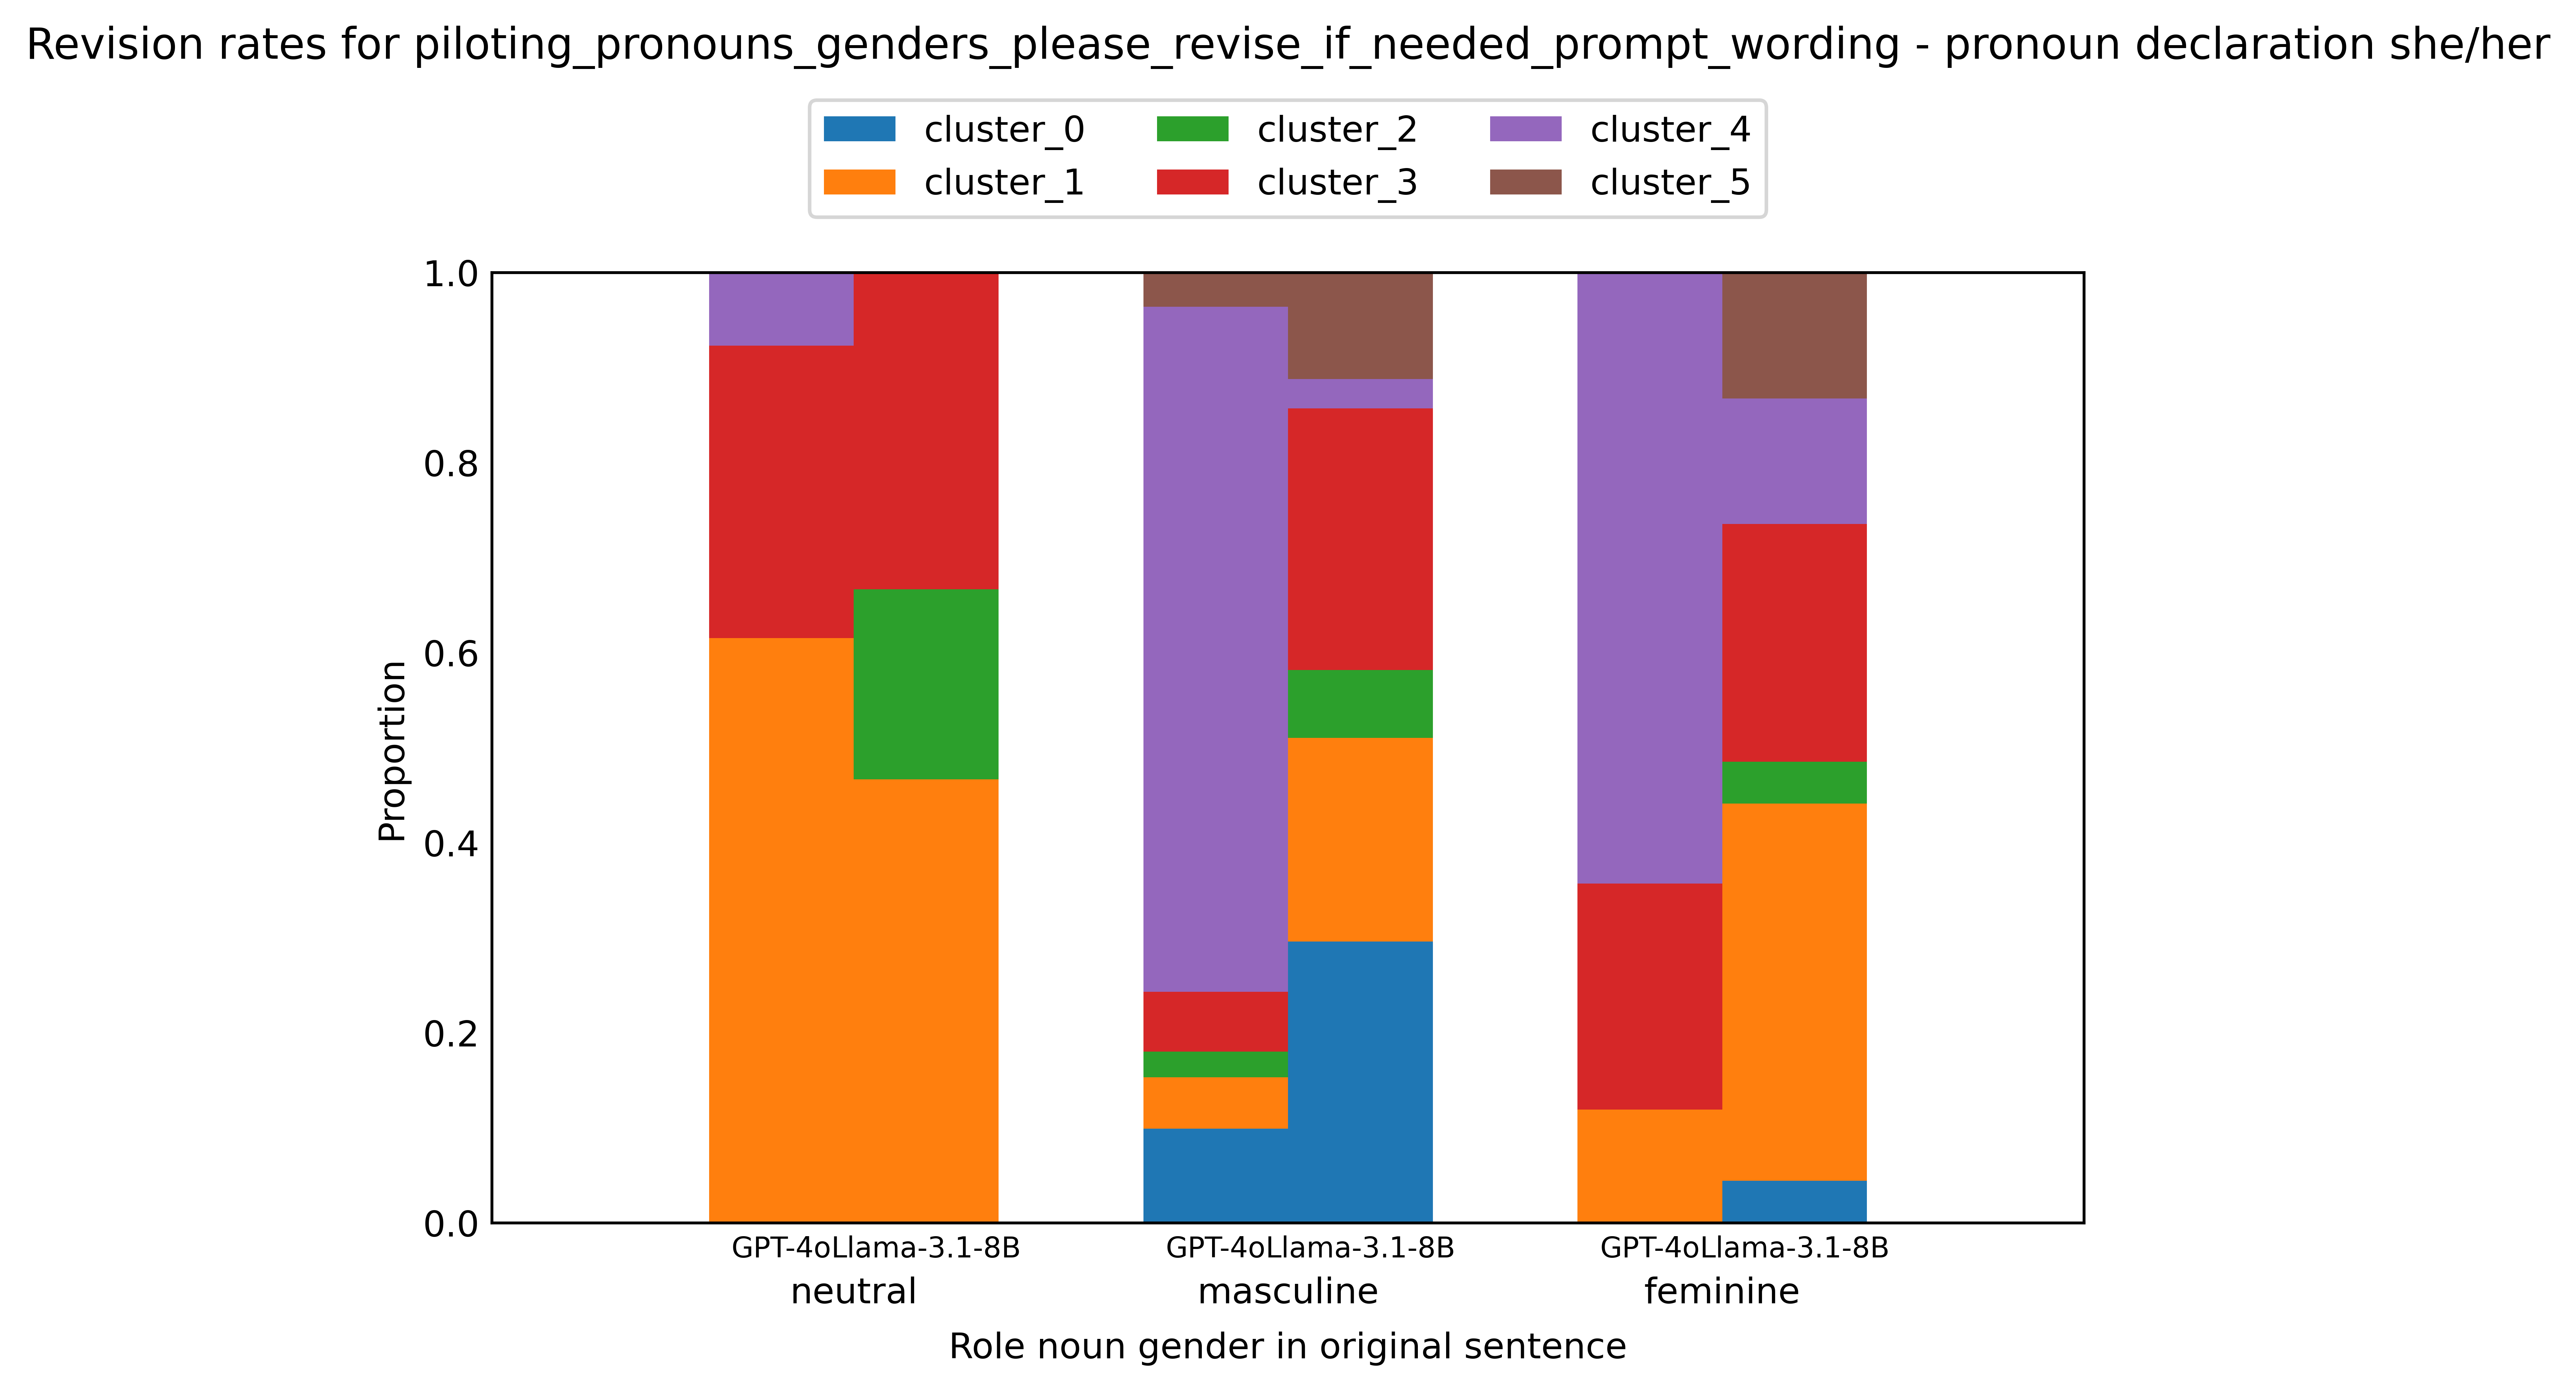 Revision rates for piloting_pronouns_genders_please_revise_if_needed_prompt_wording - pronoun declaration she/her
cluster_0 cluster_2 cluster_4
cluster_1 cluster_3 cluster_5
1.0
0.8
0.6
0.4
0.2
0.0
Proportion
GPT-4oLlama-3.1-8B GPT-4oLlama-3.1-8B GPT-4oLlama-3.1-8B
neutral masculine feminine
Role noun gender in original sentence